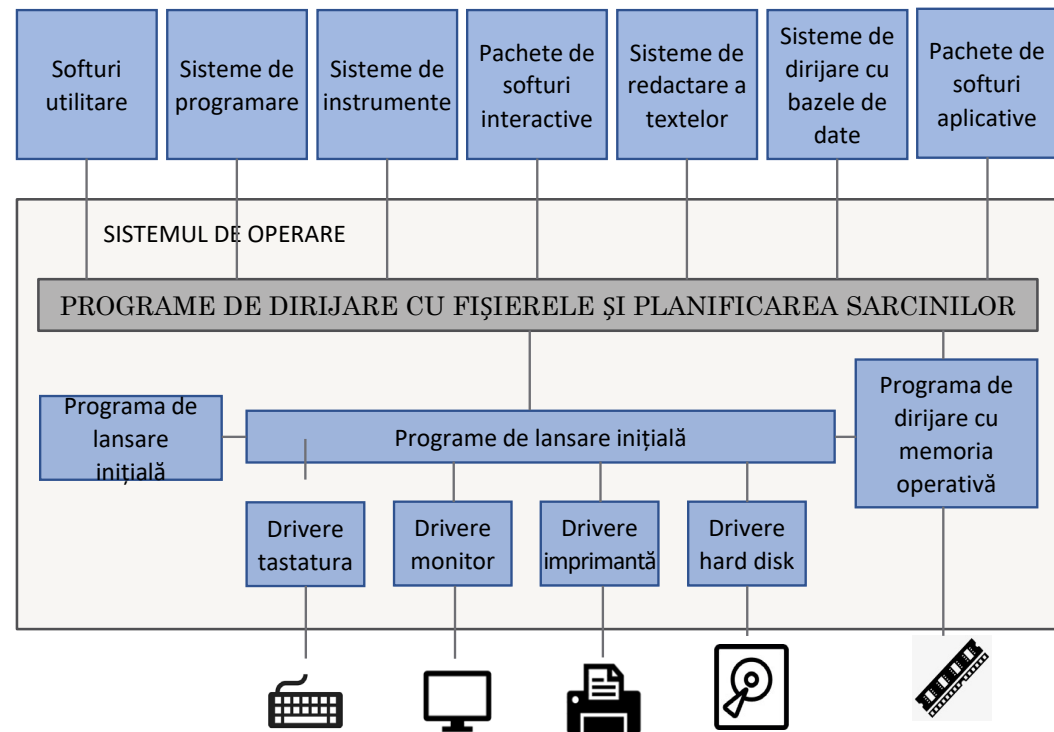 Softuri
utilitare
Sisteme de
programare
Sisteme de
instrumente
Pachete de
softuri
interactive
Sisteme de
redactare a
textelor
Sisteme de
dirijare cu
bazele de
date
Pachete de
softuri
aplicative
SISTEMUL DE OPERARE
PROGRAME DE DIRIJARE CU FIŞIERELE ŞI PLANIFICAREA SARCINILOR
Programa de
lansare
inițială
Programe de lansare inițială
Programa de
dirijare cu
memoria
operativă
Drivere
tastatura
Drivere
monitor
Drivere
imprimantă
Drivere
hard disk